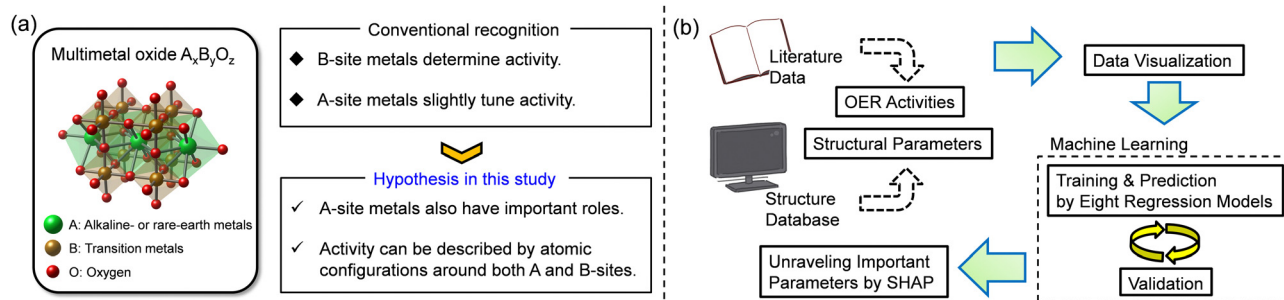 (a)
Multimetal oxide AxByOz
A: Alkaline- or rare-earth metals
B: Transition metals
O: Oxygen
Conventional recognition
◆ B-site metals determine activity.
◆ A-site metals slightly tune activity.
Hypothesis in this study
✓ A-site metals also have important roles.
✓ Activity can be described by atomic
configurations around both A and B-sites.
(b)
Literature
Data
OER Activities
Structural Parameters
Structure
Database
Data Visualization
Machine Learning
Training & Prediction
by Eight Regression Models
Validation
Unraveling Important
Parameters by SHAP